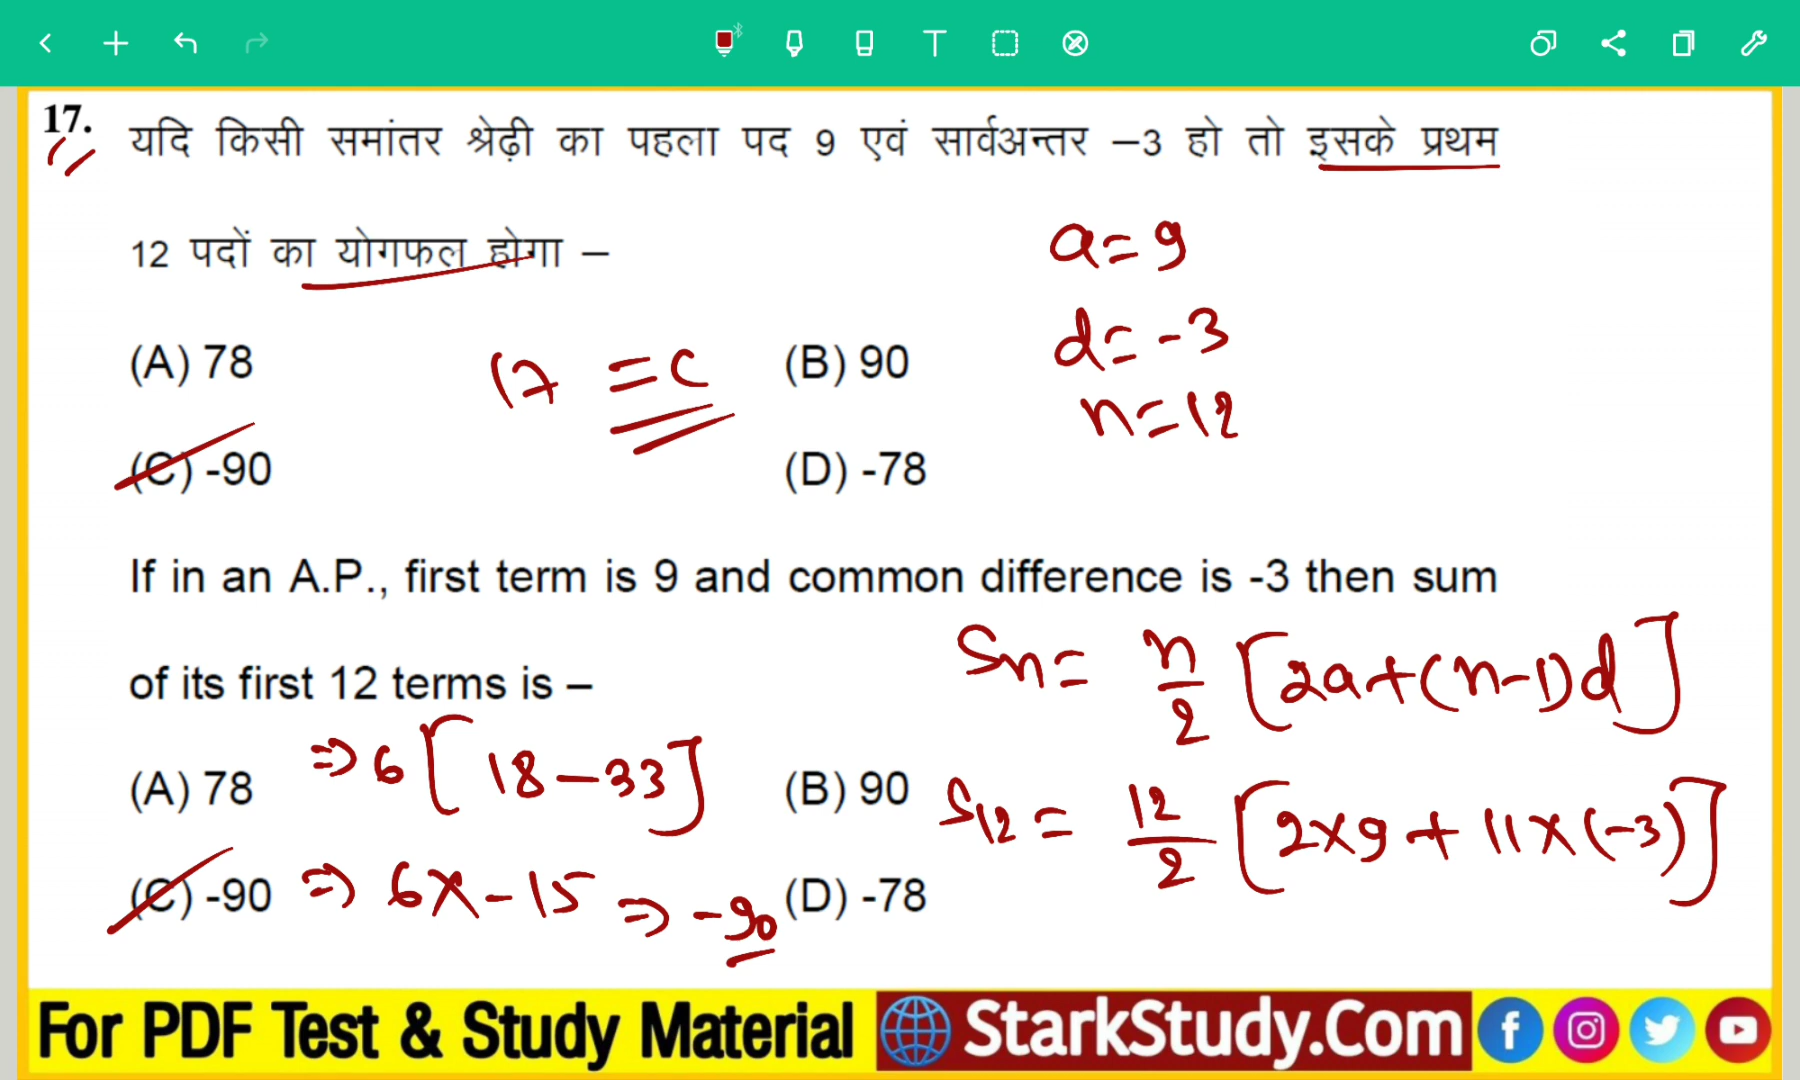 17. यदि किसी समांतर श्रेढ़ी का पहला पद 9 एवं सार्वअन्तर –3 हो तो इसके प्रथम
12 पदों का योगफल होगा –
a = 9
d = -3
n = 12
(A) 78
17 = C
(B) 90
(C) -90
(D) -78
If in an A.P., first term is 9 and common difference is -3 then sum
of its first 12 terms is –
Sn = n/2 [2a+(n-1)d]
(A) 78 ⇒ 6[18-33]
(B) 90
S12 = 12/2 [2×9 + 11×(-3)]
(C) -90 ⇒ 6×-15 ⇒ -90
(D) -78
For PDF Test & Study Material StarkStudy.Com